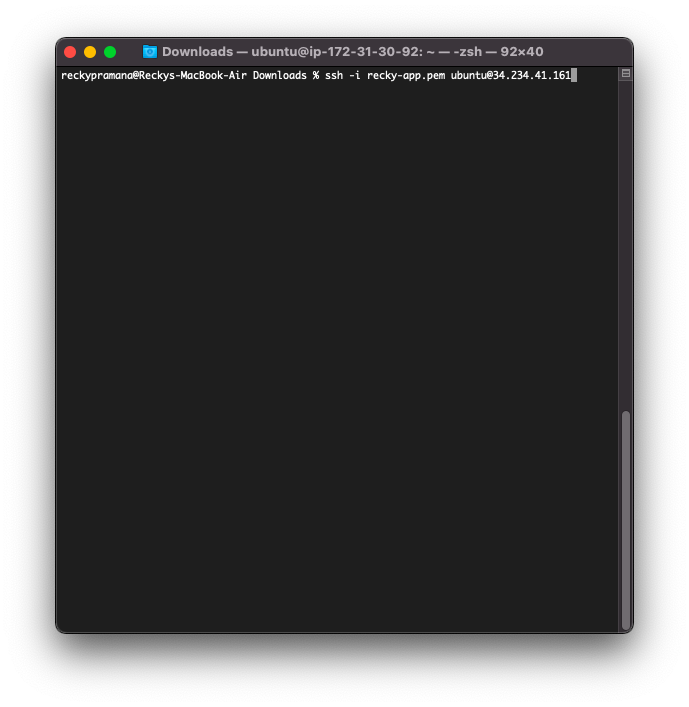 Downloads — ubuntu@ip-172-31-30-92: ~ — -zsh — 92×40
reckypramana@Reckys-MacBook-Air Downloads % ssh -i recky-app.pem ubuntu@34.234.41.161